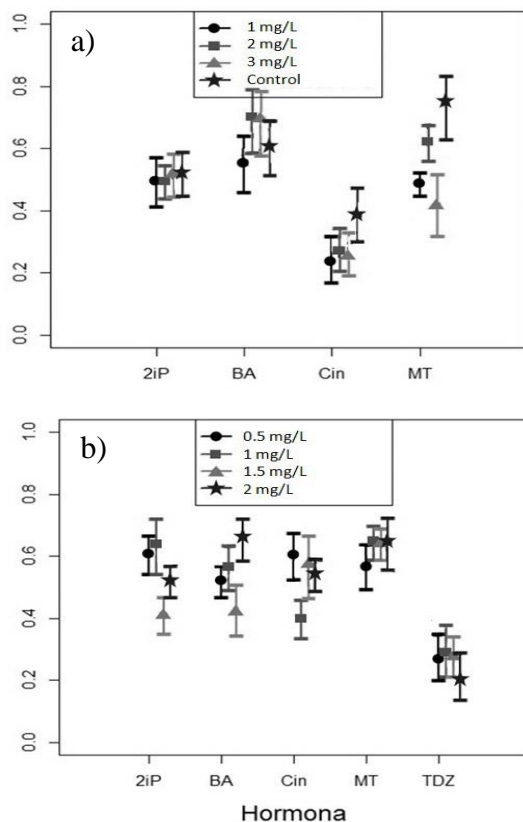 a)
1 mg/L
2 mg/L
3 mg/L
Control
1.0
0.8
0.6
0.4
0.2
0.0
2iP BA Cin MT
b)
0.5 mg/L
1 mg/L
1.5 mg/L
2 mg/L
1.0
0.8
0.6
0.4
0.2
0.0
2iP BA Cin MT TDZ
Hormona